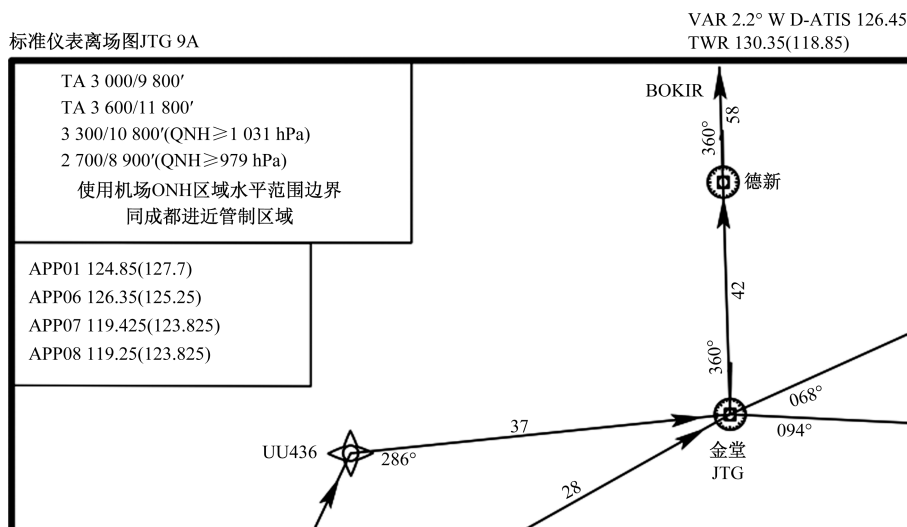 VAR 2.2° W D-ATIS 126.45
标准仪表离场图JTG 9A
TWR 130.35(118.85)
TA 3 000/9 800′
TA 3 600/11 800′
3 300/10 800′(QNH≥1 031 hPa)
2 700/8 900′(QNH≥979 hPa)
使用机场ONH区域水平范围边界
同成都进近管制区域
APP01 124.85(127.7)
APP06 126.35(125.25)
APP07 119.425(123.825)
APP08 119.25(123.825)
BOKIR
58
360°
德新
42
360°
068°
094°
金堂
JTG
37
UU436
286°
28